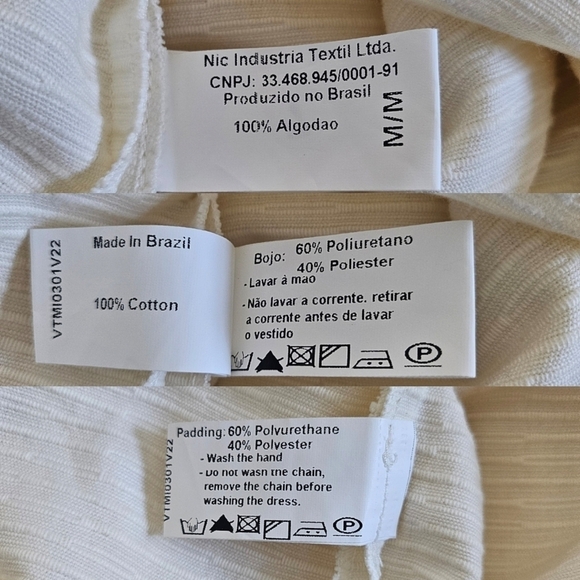 Nic Industria Textil Ltda.
CNPJ: 33.468.945/0001-91
Produzido no Brasil
100% Algodao
M/M
Made In Brazil
100% Cotton
VTMI0301V22
Bojo: 60% Poliuretano
40% Poliester
- Lavar à mão
- Não lavar a corrente. retirar
a corrente antes de lavar
o vestido
P
VTMI0301V22
Padding: 60% Polyurethane
40% Polyester
- Wash the hand
- Do not wash the chain,
remove the chain before
washing the dress.
P